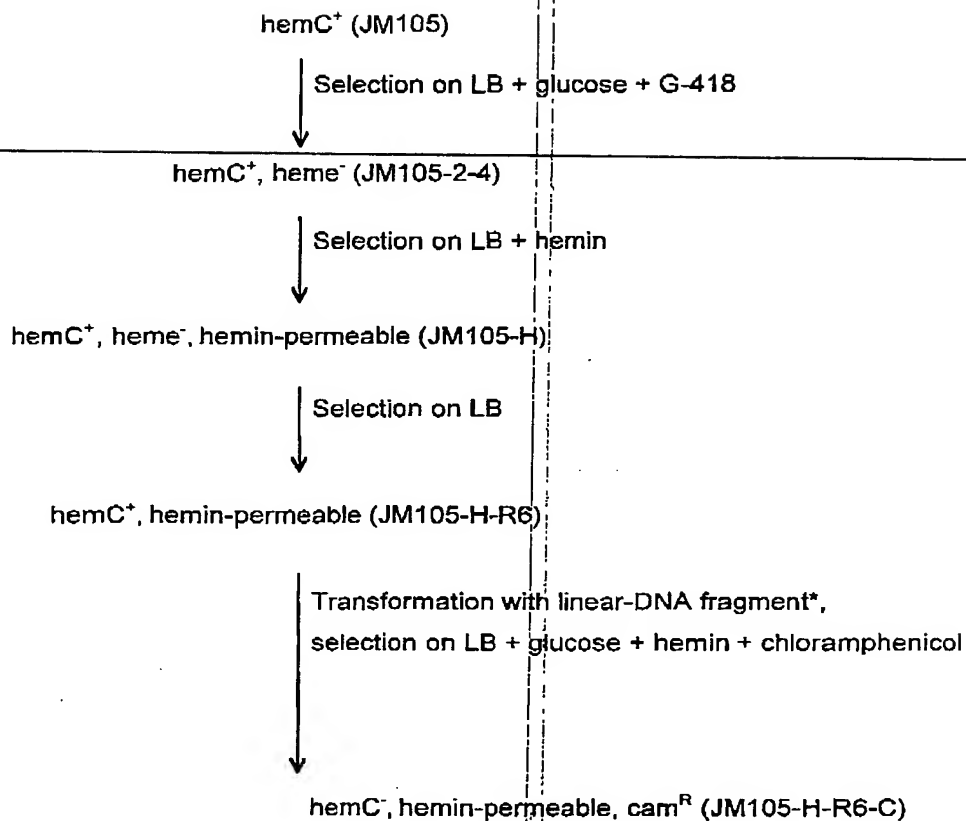 hemC⁺ (JM105)
Selection on LB + glucose + G-418
hemC⁺, heme⁻ (JM105-2-4)
Selection on LB + hemin
hemC⁺, heme⁻, hemin-permeable (JM105-H)
Selection on LB
hemC⁺, hemin-permeable (JM105-H-R6)
Transformation with linear-DNA fragment*,
selection on LB + glucose + hemin + chloramphenicol
hemC⁻, hemin-permeable, camᴿ (JM105-H-R6-C)